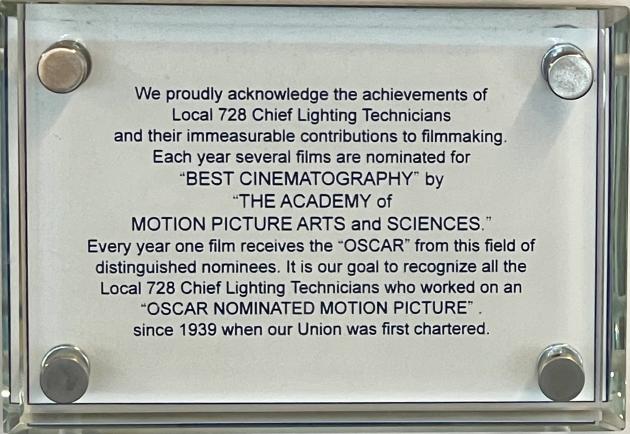 We proudly acknowledge the achievements of
Local 728 Chief Lighting Technicians
and their immeasurable contributions to filmmaking.
Each year several films are nominated for
“BEST CINEMATOGRAPHY” by
“THE ACADEMY of
MOTION PICTURE ARTS and SCIENCES.”
Every year one film receives the “OSCAR” from this field of
distinguished nominees. It is our goal to recognize all the
Local 728 Chief Lighting Technicians who worked on an
“OSCAR NOMINATED MOTION PICTURE” .
since 1939 when our Union was first chartered.